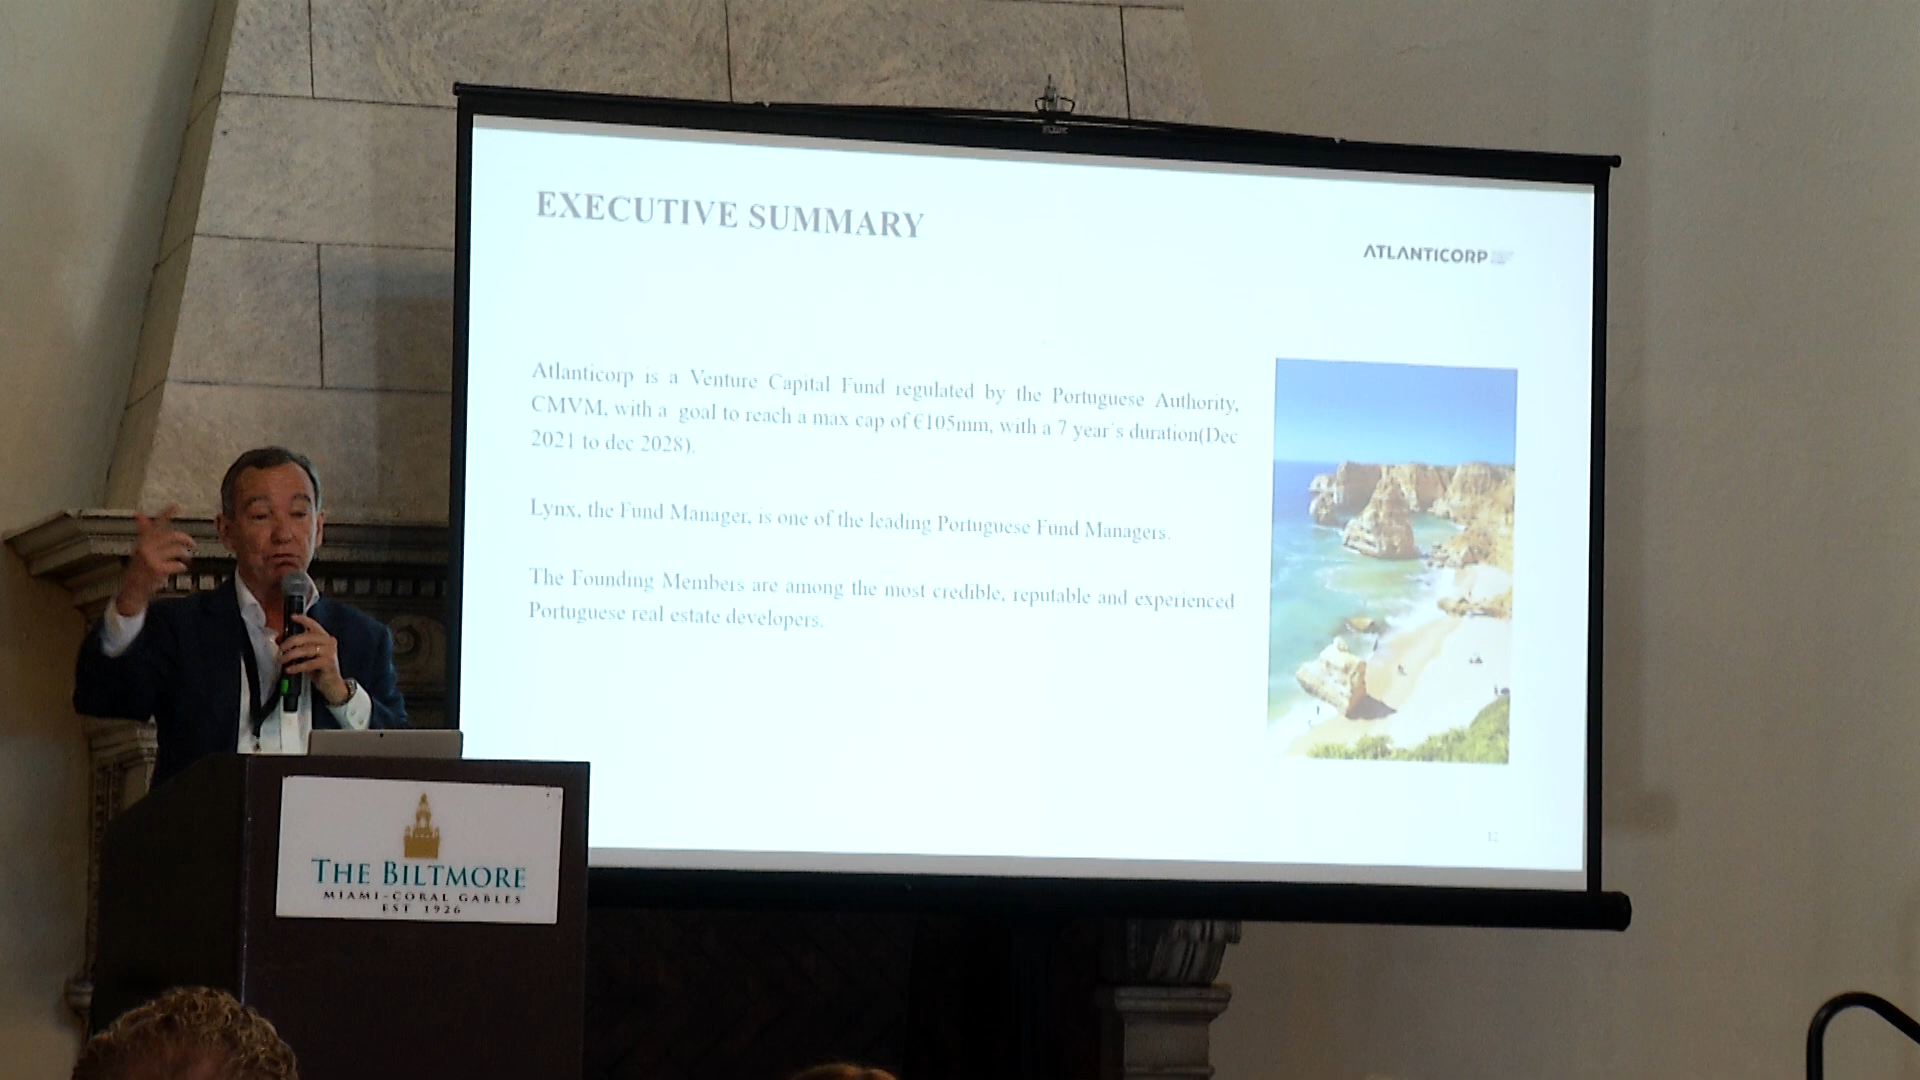 EXECUTIVE SUMMARY
ATLANTICORP
Atlanticorp is a Venture Capital Fund regulated by the Portuguese Authority,
CMVM, with a goal to reach a max cap of €105mm, with a 7 year´s duration(Dec
2021 to dec 2028).
Lynx, the Fund Manager, is one of the leading Portuguese Fund Managers.
The Founding Members are among the most credible, reputable and experienced
Portuguese real estate developers.
12
THE BILTMORE
MIAMI-CORAL GABLES
EST 1926